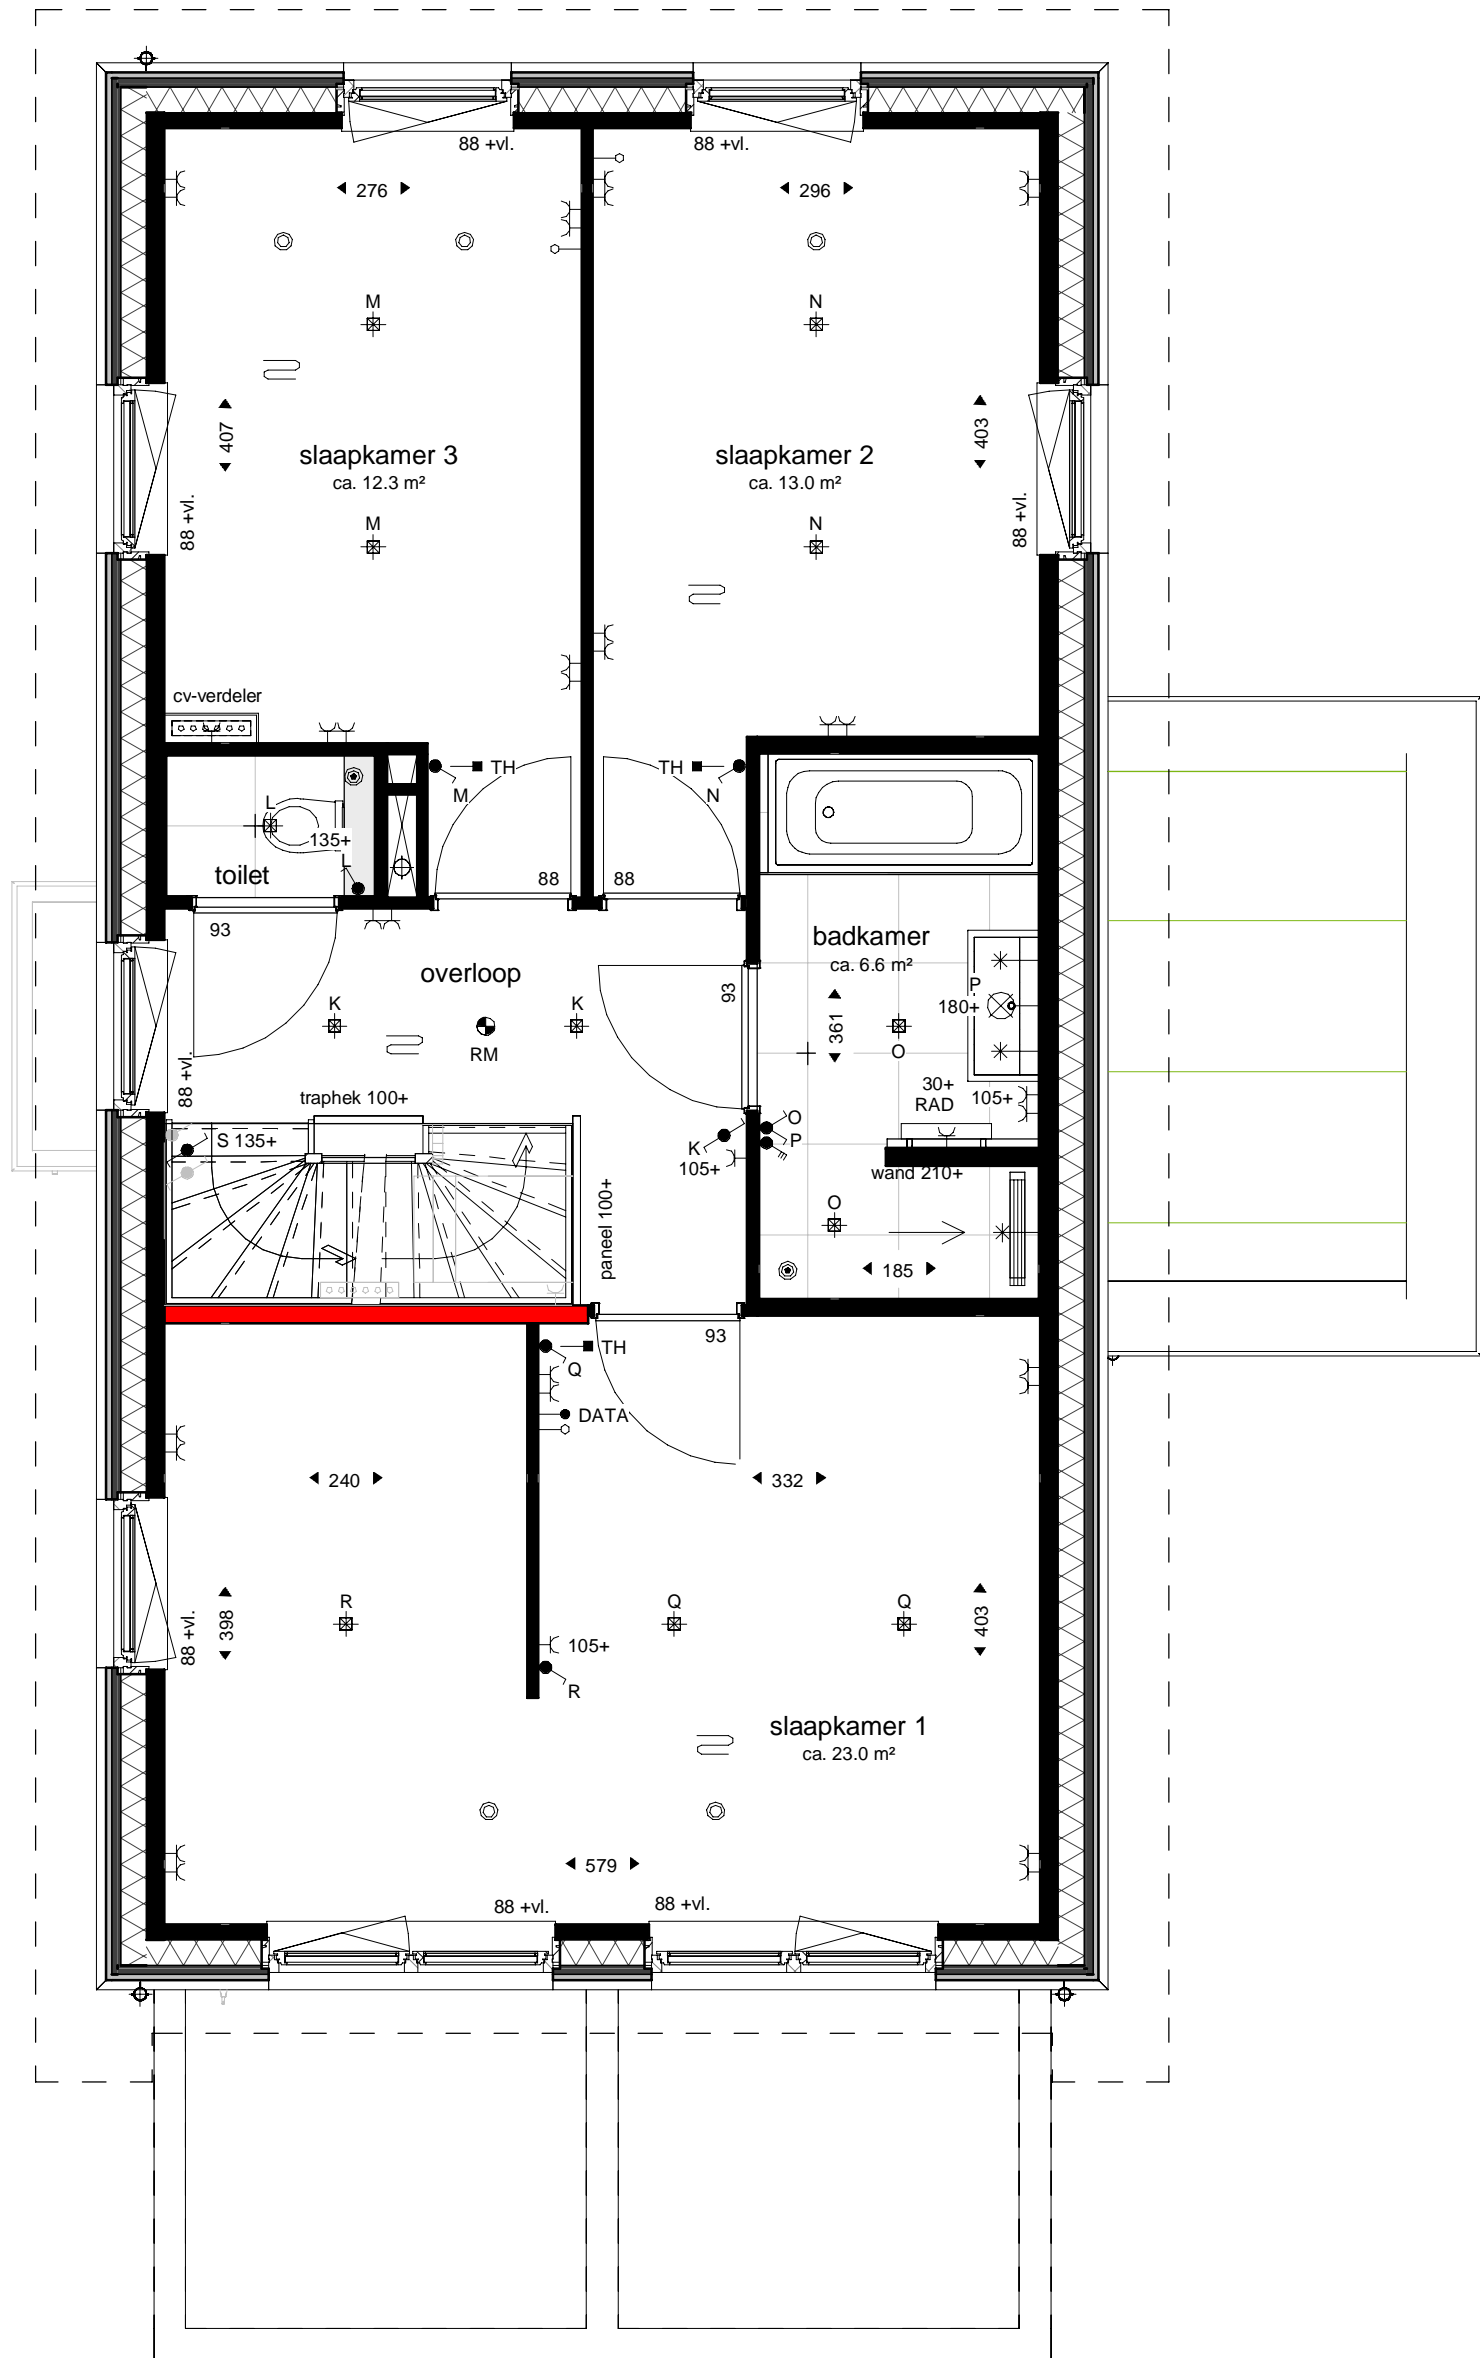 88 +vl.
88 +vl.
276
296
M
N
407
403
slaapkamer 3
ca. 12.3 m²
slaapkamer 2
ca. 13.0 m²
88 +vl.
88 +vl.
M
N
cv-verdeler
TH
M
TH
N
L
135+
L
toilet
88
88
93
badkamer
ca. 6.6 m²
overloop
93
P
180+
361
K
K
RM
O
88 +vl.
30+
RAD
105+
traphek 100+
S 135+
O
P
K
105+
wand 210+
O
paneel 100+
185
93
TH
Q
DATA
240
332
R
Q
Q
398
403
88 +vl.
105+
R
slaapkamer 1
ca. 23.0 m²
579
88 +vl.
88 +vl.